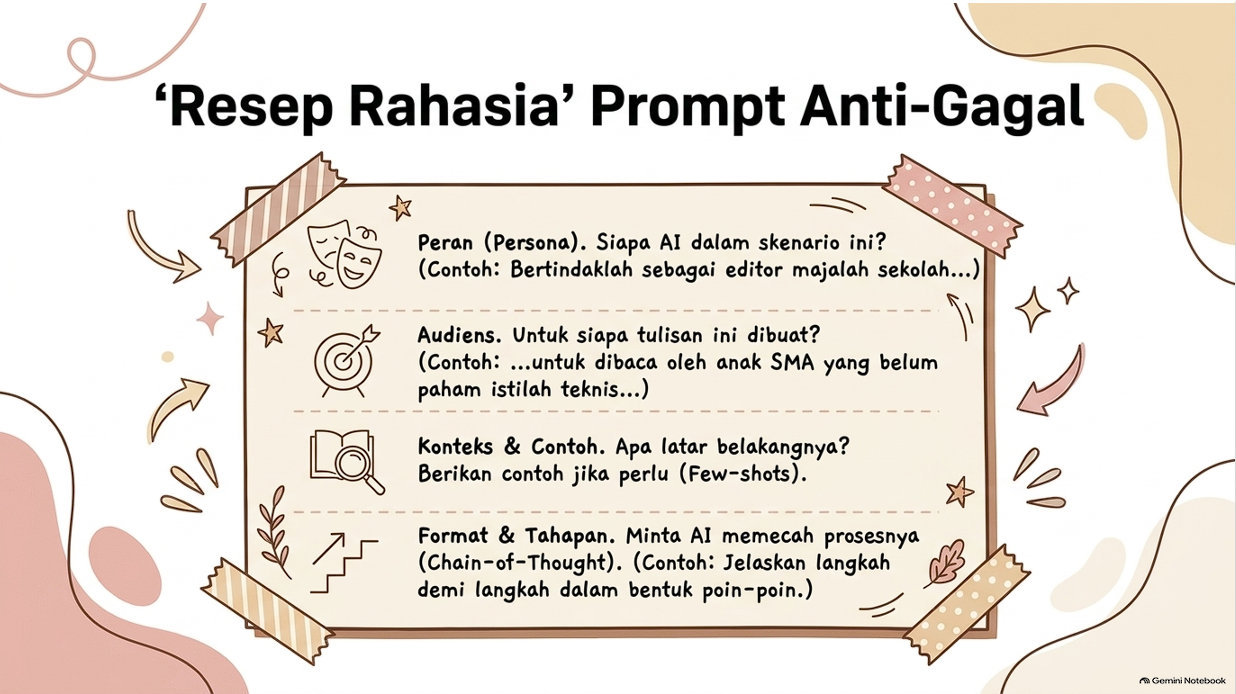 ‘Resep Rahasia’ Prompt Anti-Gagal
Peran (Persona). Siapa AI dalam skenario ini?
(Contoh: Bertindaklah sebagai editor majalah sekolah...)
Audiens. Untuk siapa tulisan ini dibuat?
(Contoh: ...untuk dibaca oleh anak SMA yang belum
paham istilah teknis...)
Konteks & Contoh. Apa latar belakangnya?
Berikan contoh jika perlu (Few-shots).
Format & Tahapan. Minta AI memecah prosesnya
(Chain-of-Thought). (Contoh: Jelaskan langkah
demi langkah dalam bentuk poin-poin.)
Gemini Notebook